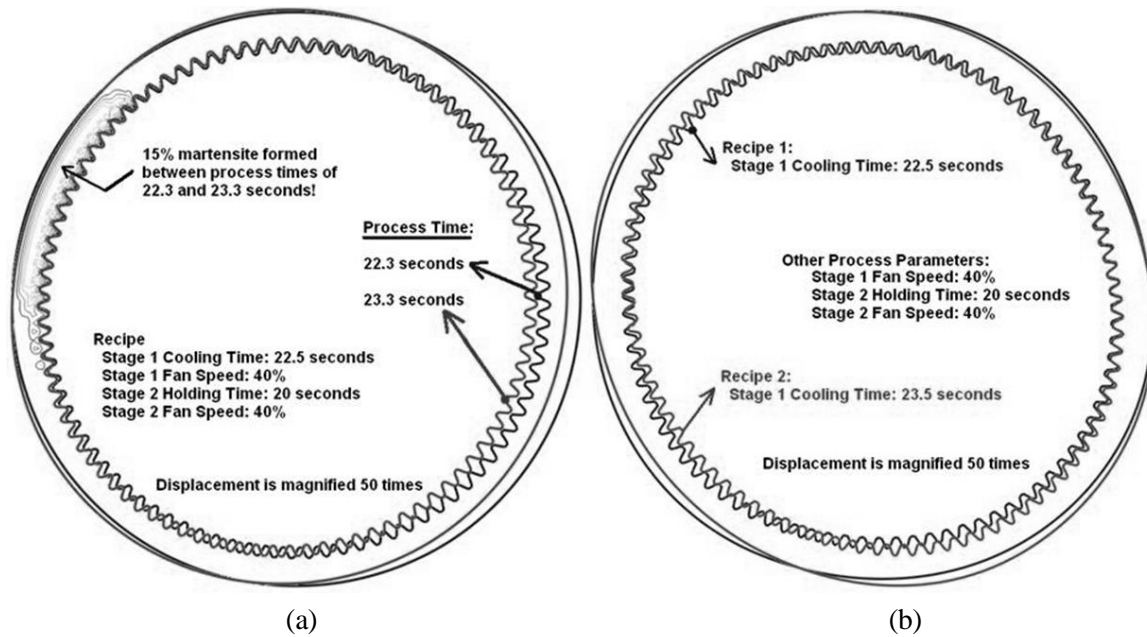 15% martensite formed
between process times of
22.3 and 23.3 seconds!
Process Time:
22.3 seconds
23.3 seconds
Recipe
Stage 1 Cooling Time: 22.5 seconds
Stage 1 Fan Speed: 40%
Stage 2 Holding Time: 20 seconds
Stage 2 Fan Speed: 40%
Displacement is magnified 50 times
(a)
Recipe 1:
Stage 1 Cooling Time: 22.5 seconds
Other Process Parameters:
Stage 1 Fan Speed: 40%
Stage 2 Holding Time: 20 seconds
Stage 2 Fan Speed: 40%
Recipe 2:
Stage 1 Cooling Time: 23.5 seconds
Displacement is magnified 50 times
(b)